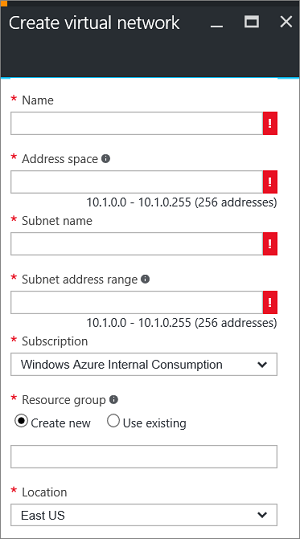 Create virtual network
* Name
!
* Address space
!
10.1.0.0 - 10.1.0.255 (256 addresses)
* Subnet name
!
* Subnet address range
!
10.1.0.0 - 10.1.0.255 (256 addresses)
* Subscription
Windows Azure Internal Consumption
* Resource group
Create new Use existing
* Location
East US